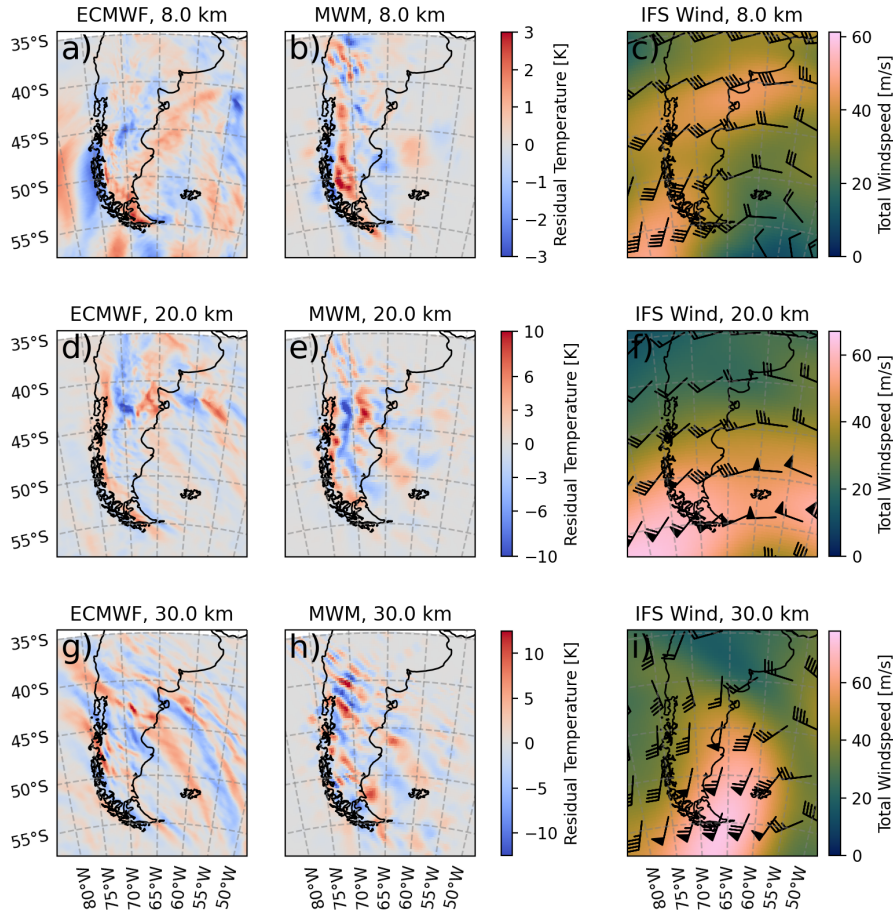 ECMWF, 8.0 km
MWM, 8.0 km
IFS Wind, 8.0 km
a)
b)
c)
35°S
40°S
45°S
50°S
55°S
3
2
1
0
−1
−2
−3
Residual Temperature [K]
60
40
20
0
Total Windspeed [m/s]
ECMWF, 20.0 km
MWM, 20.0 km
IFS Wind, 20.0 km
d)
e)
f)
35°S
40°S
45°S
50°S
55°S
10
6
3
0
−3
−6
−10
Residual Temperature [K]
60
40
20
0
Total Windspeed [m/s]
ECMWF, 30.0 km
MWM, 30.0 km
IFS Wind, 30.0 km
g)
h)
i)
35°S
40°S
45°S
50°S
55°S
10
5
0
−5
−10
Residual Temperature [K]
60
40
20
0
Total Windspeed [m/s]
80°W
75°W
70°W
65°W
60°W
55°W
50°W
80°W
75°W
70°W
65°W
60°W
55°W
50°W
80°W
75°W
70°W
65°W
60°W
55°W
50°W